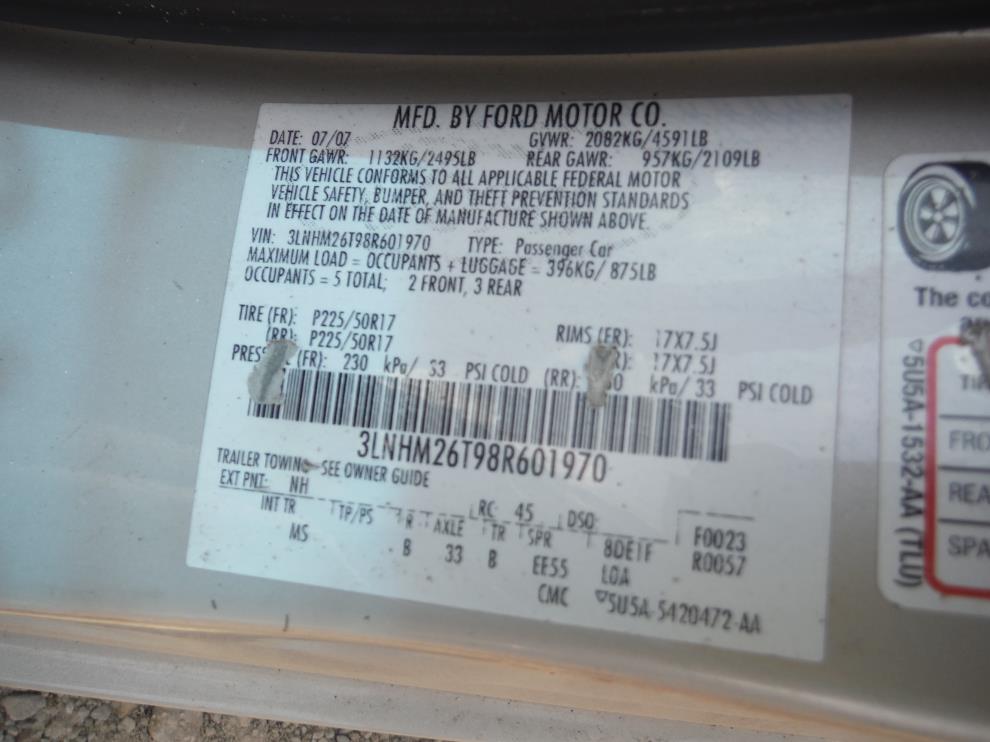 MFD. BY FORD MOTOR CO.
DATE: 07/07 GVWR: 2082KG/4591LB
FRONT GAWR: 1132KG/2495LB REAR GAWR: 957KG/2109LB
THIS VEHICLE CONFORMS TO ALL APPLICABLE FEDERAL MOTOR
VEHICLE SAFETY, BUMPER, AND THEFT PREVENTION STANDARDS
IN EFFECT ON THE DATE OF MANUFACTURE SHOWN ABOVE.
VIN: 3LNHM26T98R601970 TYPE: Passenger Car
MAXIMUM LOAD = OCCUPANTS + LUGGAGE = 396KG/ 875LB
OCCUPANTS = 5 TOTAL; 2 FRONT, 3 REAR
TIRE (FR): P225/50R17 RIMS (FR): 17X7.5J
(RR): P225/50R17 17X7.5J
(FR): 230 kPa/ 33 PSI COLD (RR): kPa/ 33 PSI COLD
3LNHM26T98R601970
TRAILER TOWING - SEE OWNER GUIDE
EXT PNT: NH RC: 45 DSO: F0023
INT TR TP/PS R AXLE TR SPR R0057
MS B 33 B EE55
LOA
CMC ▽5U5A-5420472-AA
The
▽5U5A-1532-AA (TLU)